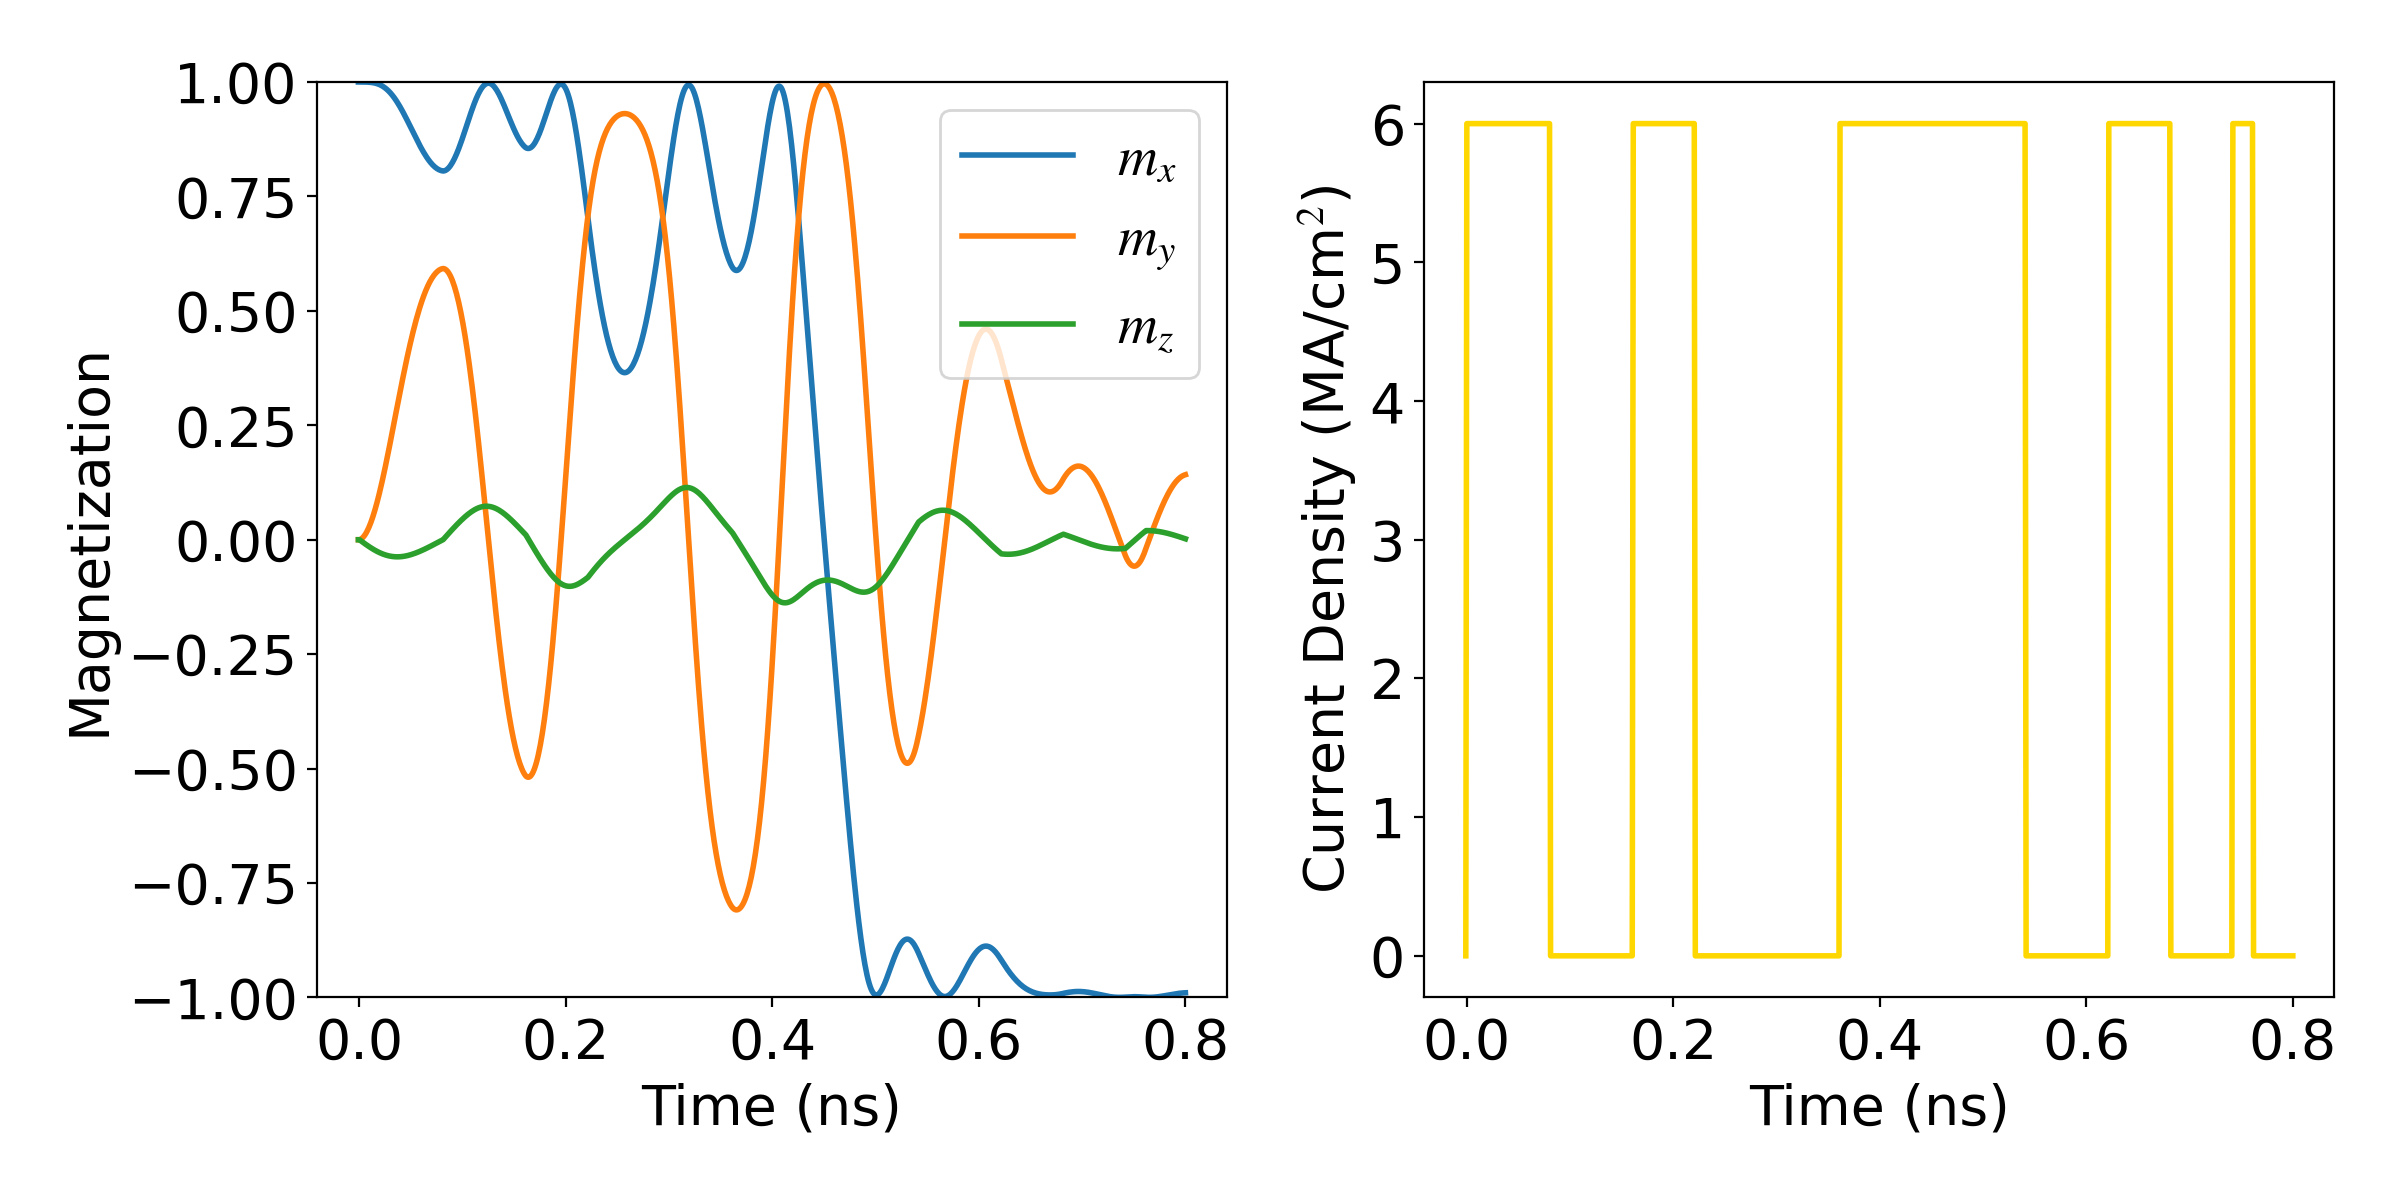 Magnetization
1.00
0.75
0.50
0.25
0.00
−0.25
−0.50
−0.75
−1.00
0.0 0.2 0.4 0.6 0.8
Time (ns)
m_x
m_y
m_z
Current Density (MA/cm²)
6
5
4
3
2
1
0
0.0 0.2 0.4 0.6 0.8
Time (ns)